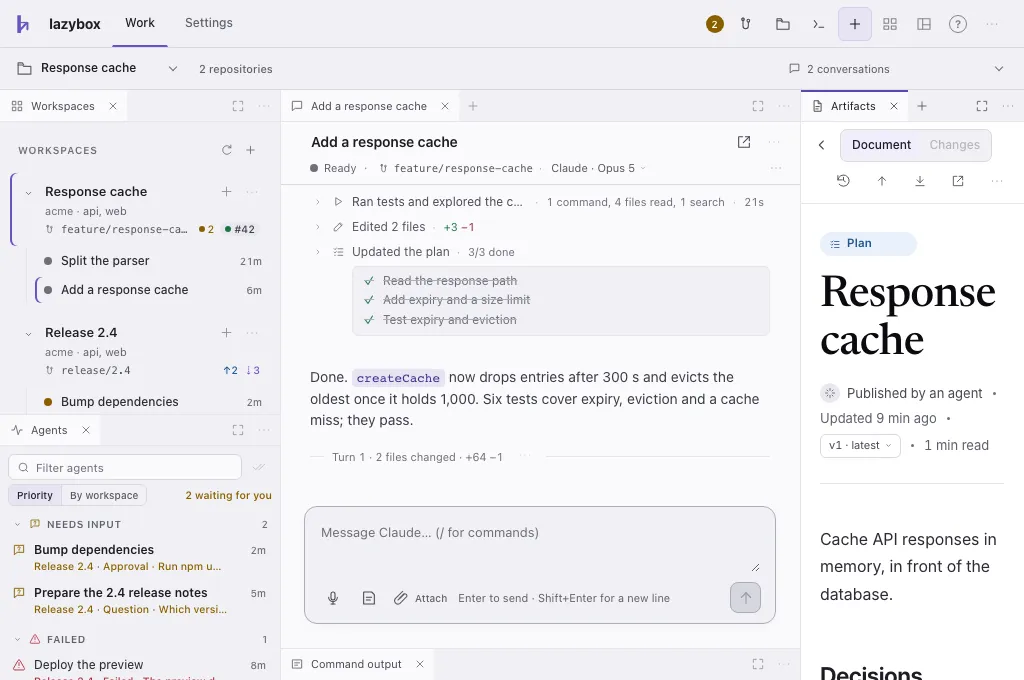 lazybox
Work
Settings
2
Response cache
2 repositories
2 conversations
Workspaces
WORKSPACES
Response cache
acme · api, web
feature/response-ca…
2
#42
Split the parser
21m
Add a response cache
6m
Release 2.4
acme · api, web
release/2.4
↑2 ↓3
Bump dependencies
2m
Agents
Filter agents
Priority
By workspace
2 waiting for you
NEEDS INPUT
2
Bump dependencies
2m
Release 2.4 · Approval · Run npm u…
Prepare the 2.4 release notes
5m
Release 2.4 · Question · Which versi…
FAILED
1
Deploy the preview
8m
Add a response cache
Add a response cache
Ready · feature/response-cache · Claude · Opus 5
Ran tests and explored the c… · 1 command, 4 files read, 1 search · 21s
Edited 2 files · +3 −1
Updated the plan · 3/3 done
Read the response path
Add expiry and a size limit
Test expiry and eviction
Done. createCache now drops entries after 300 s and evicts the
oldest once it holds 1,000. Six tests cover expiry, eviction and a cache
miss; they pass.
Turn 1 · 2 files changed · +64 −1
Message Claude… (/ for commands)
Attach
Enter to send · Shift+Enter for a new line
Command output
Artifacts
Document
Changes
Plan
Response
cache
Published by an agent ·
Updated 9 min ago ·
v1 · latest · 1 min read
Cache API responses in
memory, in front of the
database.
Decisions